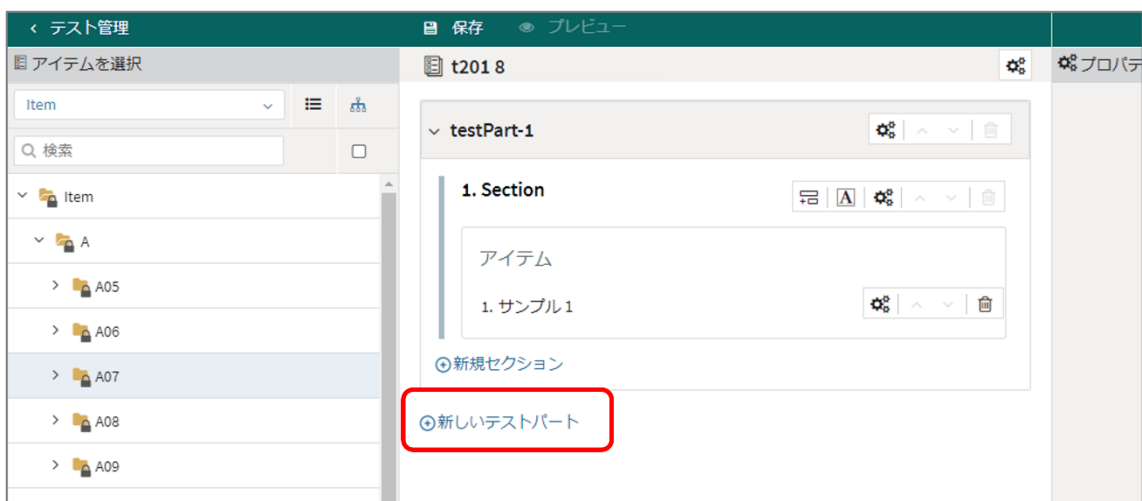 テスト管理
保存
プレビュー
アイテムを選択
t201 8
プロパテ
Item
検索
Item
A
A05
A06
A07
A08
A09
testPart-1
1. Section
A
アイテム
1. サンプル 1
新規セクション
新しいテストパート